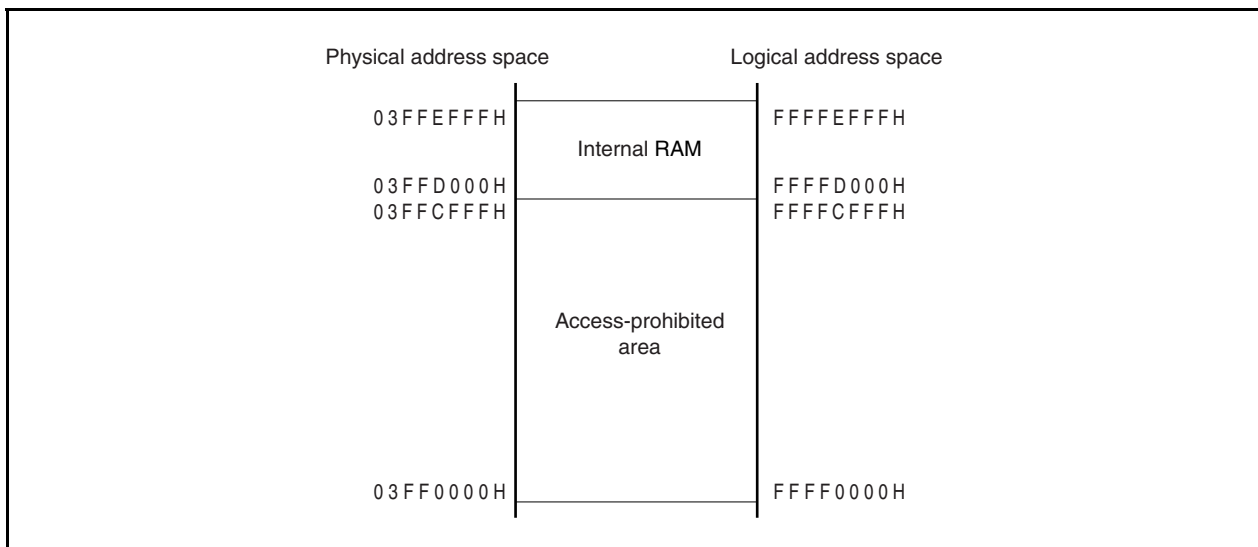 Physical address space Logical address space
03FFEFFFH FFFFEFFFH
Internal RAM
03FFD000H FFFFD000H
03FFCFFFH FFFFCFFFH
Access-prohibited
area
03FF0000H FFFF0000H